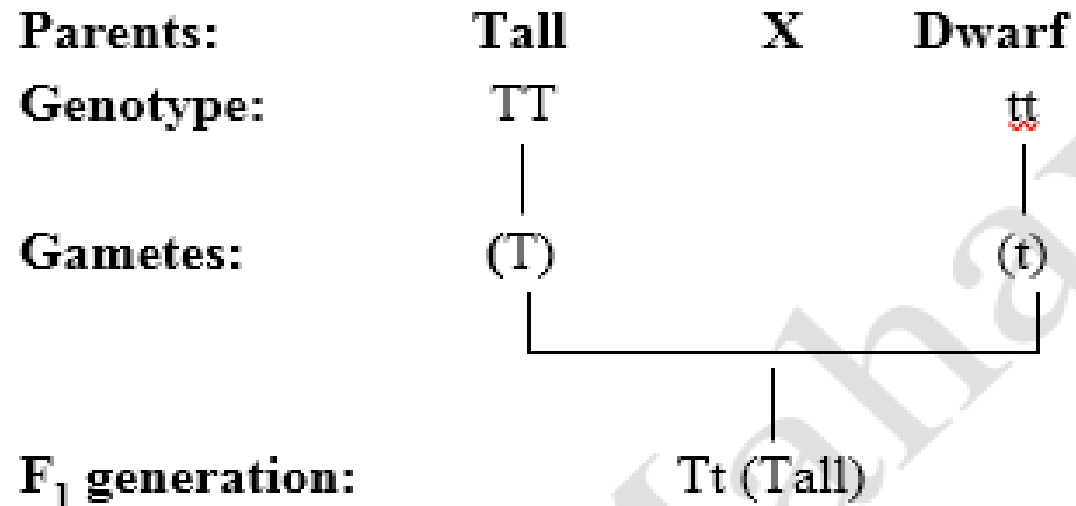 Parents: Tall X Dwarf
Genotype: TT tt
Gametes: (T) (t)
F₁ generation: Tt (Tall)